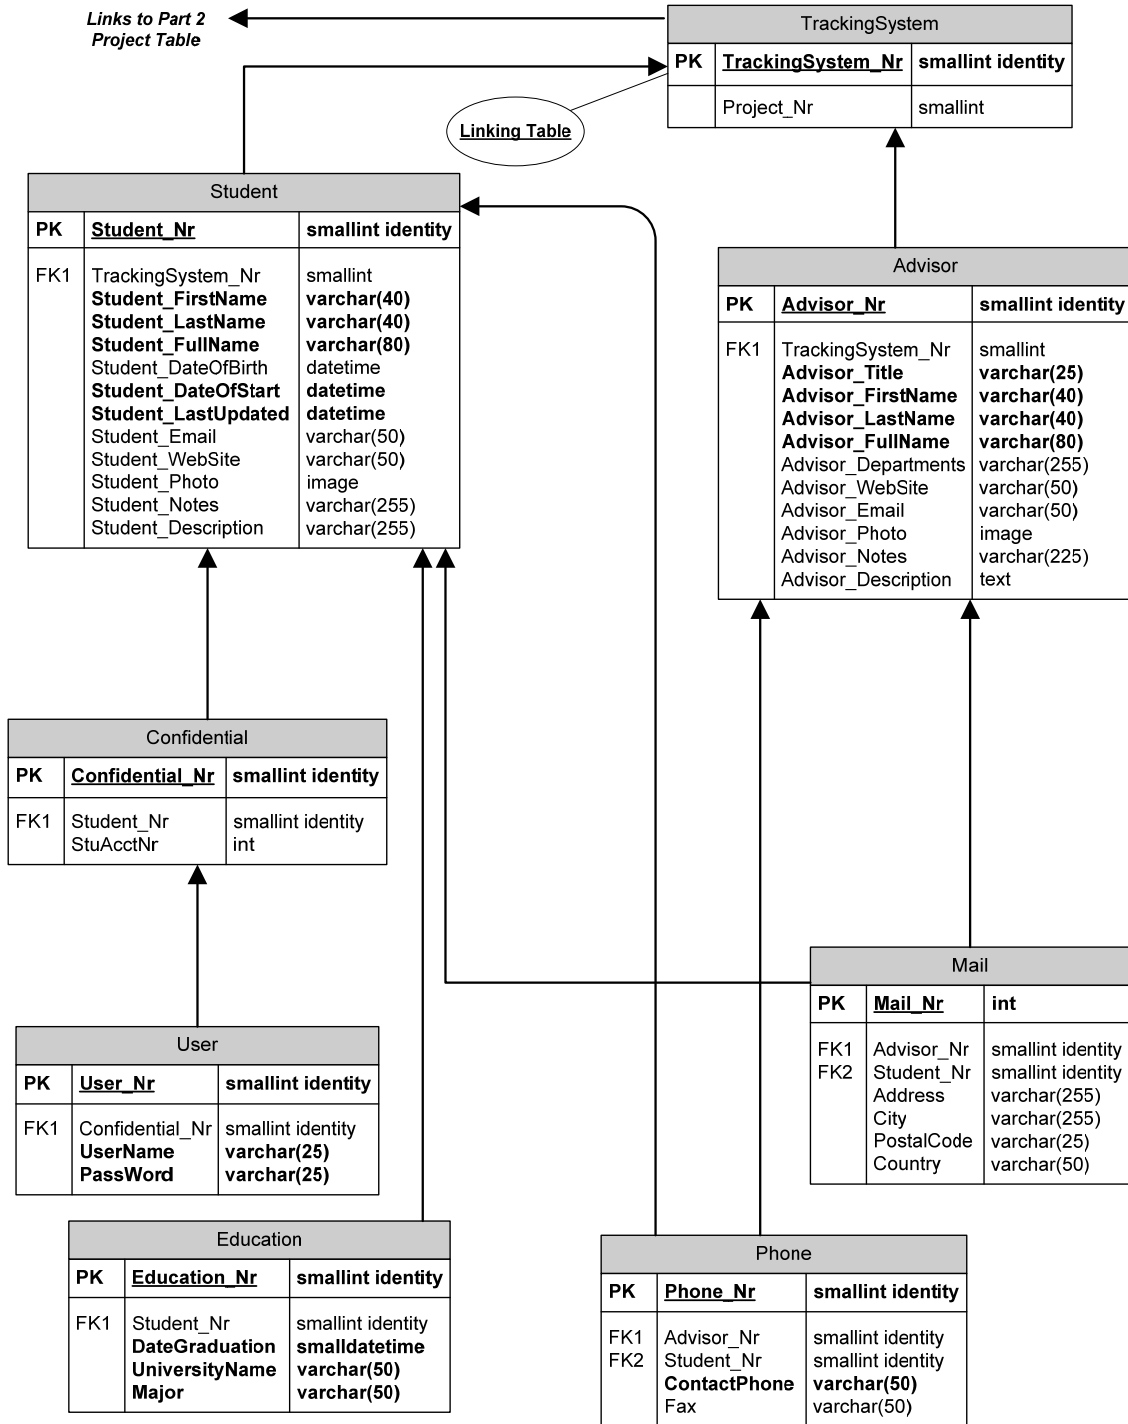 Links to Part 2
Project Table
TrackingSystem
PK TrackingSystem_Nr smallint identity
Project_Nr smallint
Linking Table
Student
PK Student_Nr smallint identity
FK1 TrackingSystem_Nr smallint
Student_FirstName varchar(40)
Student_LastName varchar(40)
Student_FullName varchar(80)
Student_DateOfBirth datetime
Student_DateOfStart datetime
Student_LastUpdated datetime
Student_Email varchar(50)
Student_WebSite varchar(50)
Student_Photo image
Student_Notes varchar(255)
Student_Description varchar(255)
Advisor
PK Advisor_Nr smallint identity
FK1 TrackingSystem_Nr smallint
Advisor_Title varchar(25)
Advisor_FirstName varchar(40)
Advisor_LastName varchar(40)
Advisor_FullName varchar(80)
Advisor_Departments varchar(255)
Advisor_WebSite varchar(50)
Advisor_Email varchar(50)
Advisor_Photo image
Advisor_Notes varchar(225)
Advisor_Description text
Confidential
PK Confidential_Nr smallint identity
FK1 Student_Nr smallint identity
StuAcctNr int
User
PK User_Nr smallint identity
FK1 Confidential_Nr smallint identity
UserName varchar(25)
PassWord varchar(25)
Mail
PK Mail_Nr int
FK1 Advisor_Nr smallint identity
FK2 Student_Nr smallint identity
Address varchar(255)
City varchar(255)
PostalCode varchar(25)
Country varchar(50)
Education
PK Education_Nr smallint identity
FK1 Student_Nr smallint identity
DateGraduation smalldatetime
UniversityName varchar(50)
Major varchar(50)
Phone
PK Phone_Nr smallint identity
FK1 Advisor_Nr smallint identity
FK2 Student_Nr smallint identity
ContactPhone varchar(50)
Fax varchar(50)